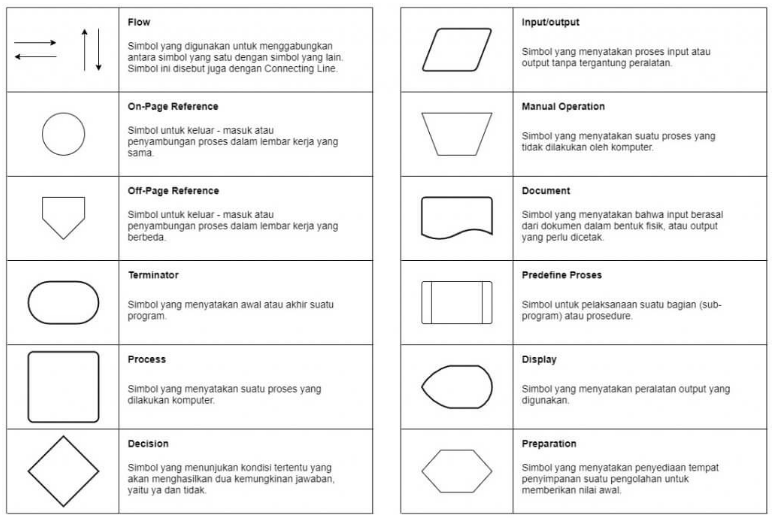 Flow
Simbol yang digunakan untuk menggabungkan
antara simbol yang satu dengan simbol yang lain.
Simbol ini disebut juga dengan Connecting Line.
On-Page Reference
Simbol untuk keluar - masuk atau
penyambungan proses dalam lembar kerja yang
sama.
Off-Page Reference
Simbol untuk keluar - masuk atau
penyambungan proses dalam lembar kerja yang
berbeda.
Terminator
Simbol yang menyatakan awal atau akhir suatu
program.
Process
Simbol yang menyatakan suatu proses yang
dilakukan komputer.
Decision
Simbol yang menunjukan kondisi tertentu yang
akan menghasilkan dua kemungkinan jawaban,
yaitu ya dan tidak.
Input/output
Simbol yang menyatakan proses input atau
output tanpa tergantung peralatan.
Manual Operation
Simbol yang menyatakan suatu proses yang
tidak dilakukan oleh komputer.
Document
Simbol yang menyatakan bahwa input berasal
dari dokumen dalam bentuk fisik, atau output
yang perlu dicetak.
Predefine Proses
Simbol untuk pelaksanaan suatu bagian (sub-
program) atau prosedure.
Display
Simbol yang menyatakan peralatan output yang
digunakan.
Preparation
Simbol yang menyatakan penyediaan tempat
penyimpanan suatu pengolahan untuk
memberikan nilai awal.